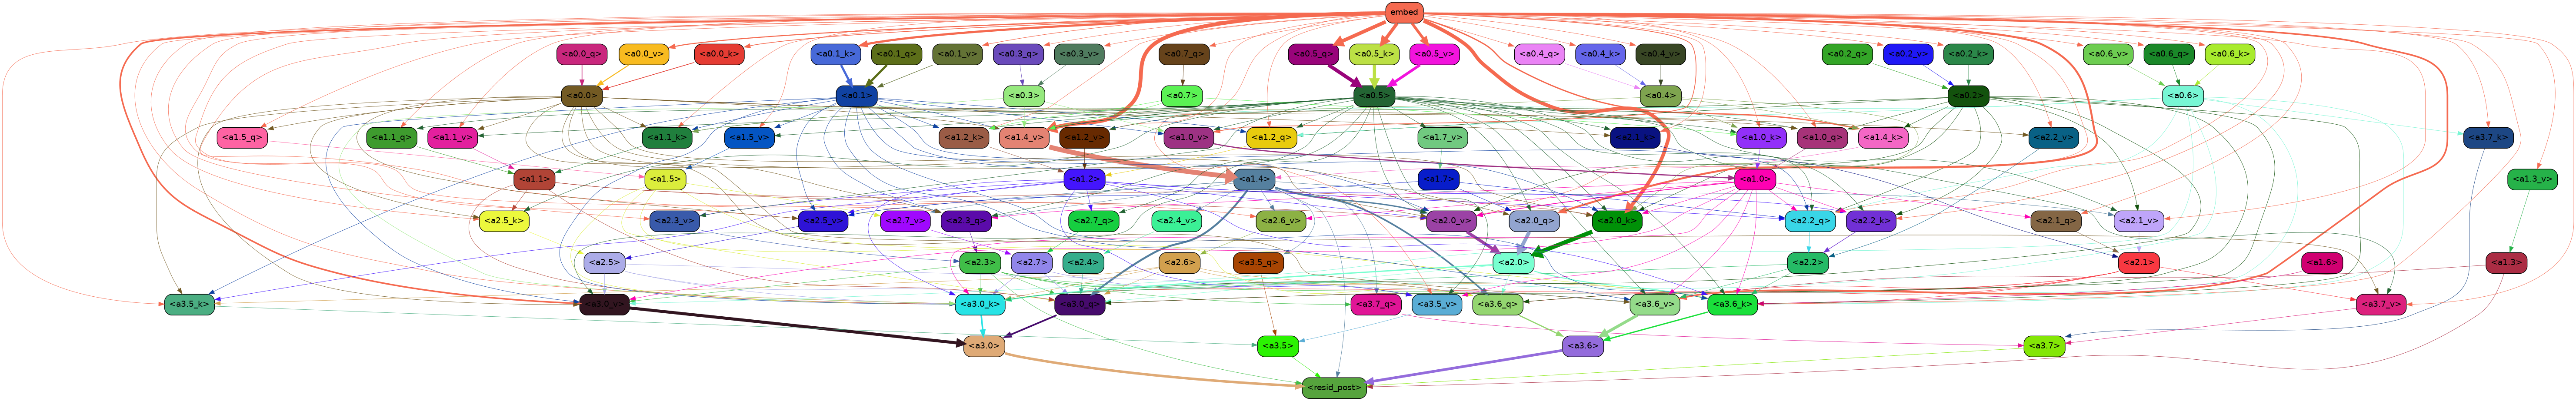 embed
<a0.0_q> <a0.0_v> <a0.0_k> <a0.1_k> <a0.1_q> <a0.1_v> <a0.3_q> <a0.3_v> <a0.7_q> <a0.5_q> <a0.5_k> <a0.5_v> <a0.4_q> <a0.4_k> <a0.4_v> <a0.2_q> <a0.2_v> <a0.2_k> <a0.6_v> <a0.6_q> <a0.6_k>
<a0.0> <a0.1> <a0.3> <a0.7> <a0.5> <a0.4> <a0.2> <a0.6>
<a1.5_q> <a1.1_q> <a1.1_v> <a1.1_k> <a1.5_v> <a1.2_k> <a1.4_v> <a1.2_v> <a1.0_v> <a1.2_q> <a1.7_v> <a2.1_k> <a1.0_k> <a1.0_q> <a1.4_k> <a2.2_v> <a3.7_k>
<a1.1> <a1.5> <a1.2> <a1.4> <a1.7> <a1.0> <a1.3_v>
<a2.5_k> <a2.3_v> <a2.5_v> <a2.7_v> <a2.3_q> <a2.7_q> <a2.4_v> <a2.6_v> <a2.0_v> <a2.0_q> <a2.0_k> <a2.2_q> <a2.2_k> <a2.1_q> <a2.1_v>
<a2.5> <a2.3> <a2.7> <a2.4> <a2.6> <a3.5_q> <a2.0> <a2.2> <a2.1> <a1.6> <a1.3>
<a3.5_k> <a3.0_v> <a3.0_k> <a3.0_q> <a3.7_q> <a3.5_v> <a3.6_q> <a3.6_v> <a3.6_k> <a3.7_v>
<a3.0> <a3.5> <a3.6> <a3.7>
<resid_post>